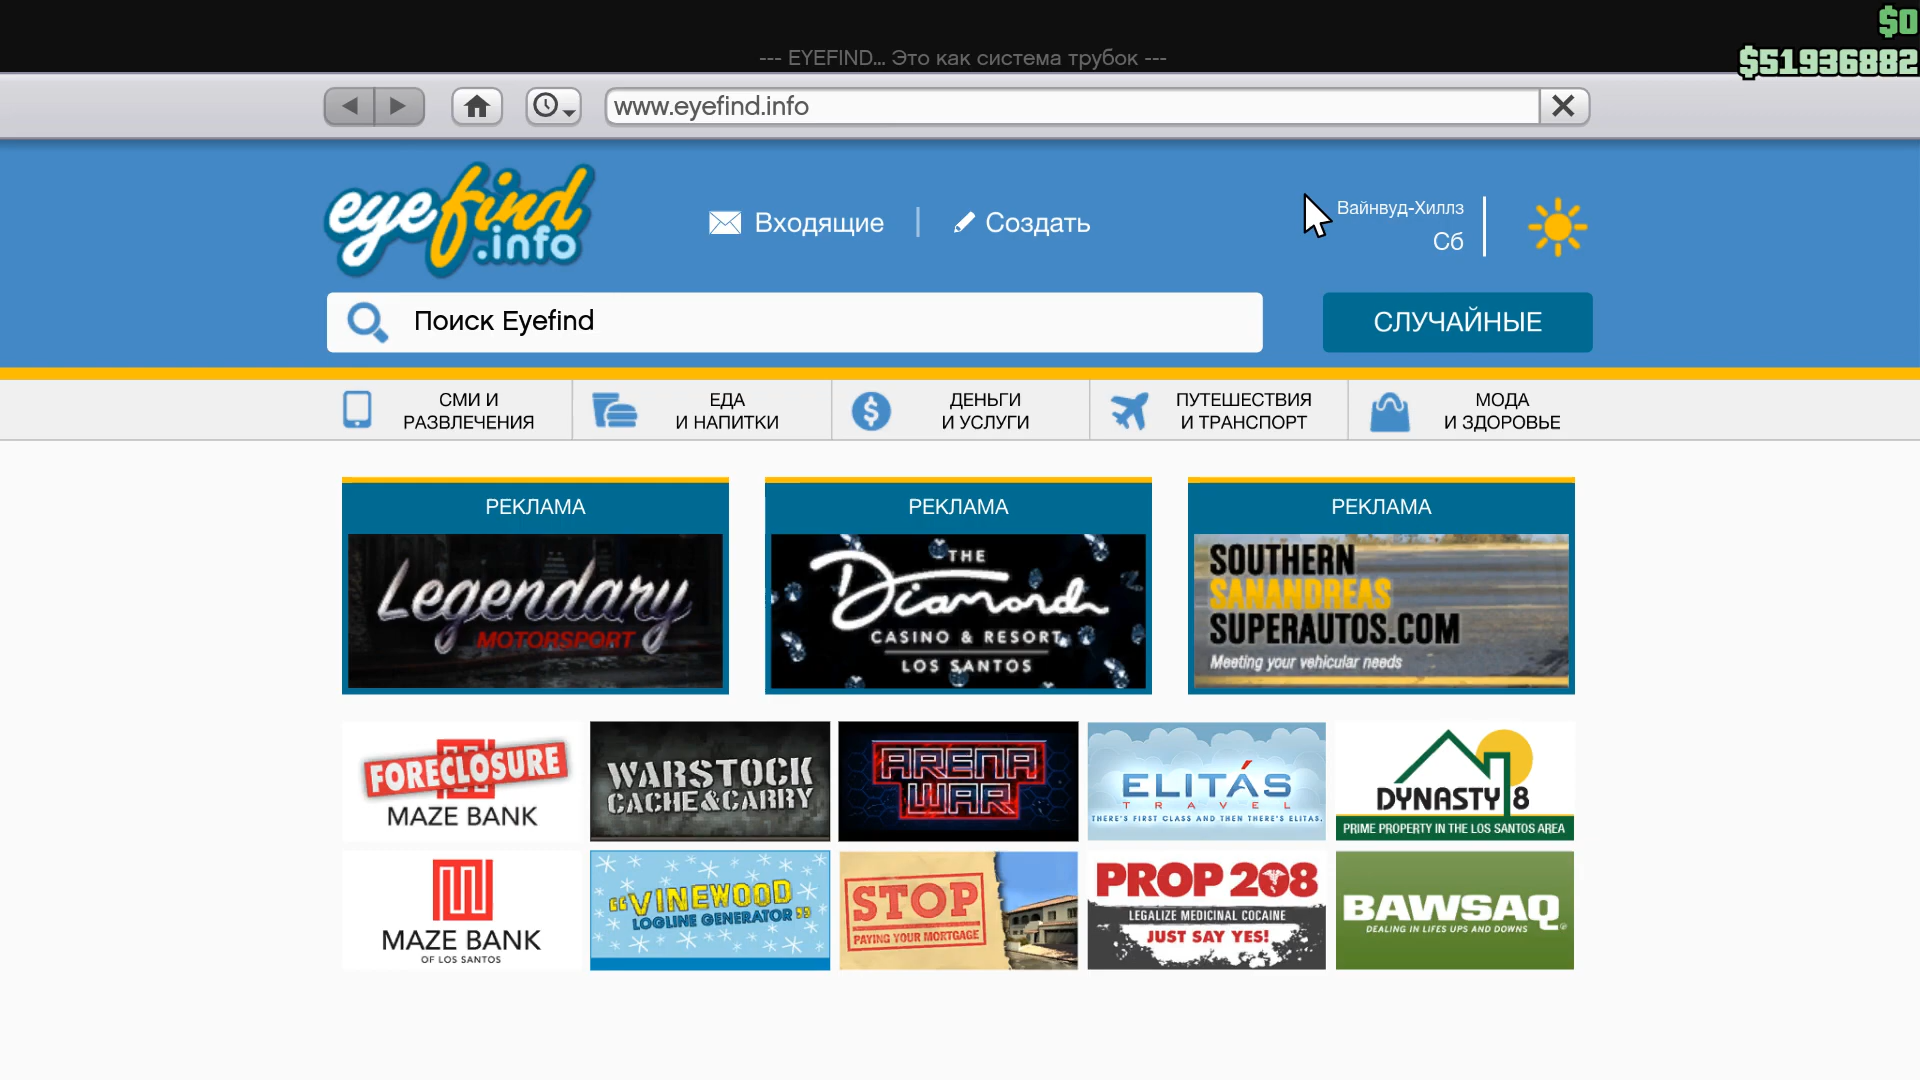 $0
--- EYEFIND... Это как система трубок ---
$51936882
www.eyefind.info
eyefind
.info
Входящие
Создать
Вайнвуд-Хиллз
Сб
Поиск Eyefind
СЛУЧАЙНЫЕ
СМИ И
РАЗВЛЕЧЕНИЯ
ЕДА
И НАПИТКИ
ДЕНЬГИ
И УСЛУГИ
ПУТЕШЕСТВИЯ
И ТРАНСПОРТ
МОДА
И ЗДОРОВЬЕ
РЕКЛАМА
Legendary
MOTORSPORT
РЕКЛАМА
THE
Diamond
CASINO & RESORT
LOS SANTOS
РЕКЛАМА
SOUTHERN
SANANDREAS
SUPERAUTOS.COM
Meeting your vehicular needs
FORECLOSURE
MAZE BANK
WARSTOCK
CACHE&CARRY
ARENA
WAR
ELITÁS
TRAVEL
THERE'S FIRST CLASS AND THEN THERE'S ELITAS.
DYNASTY 8
PRIME PROPERTY IN THE LOS SANTOS AREA
MAZE BANK
OF LOS SANTOS
"VINEWOOD
LOGLINE GENERATOR"
STOP
PAYING YOUR MORTGAGE
PROP 208
LEGALIZE MEDICINAL COCAINE
JUST SAY YES!
BAWSAQ
DEALING IN LIFES UPS AND DOWNS